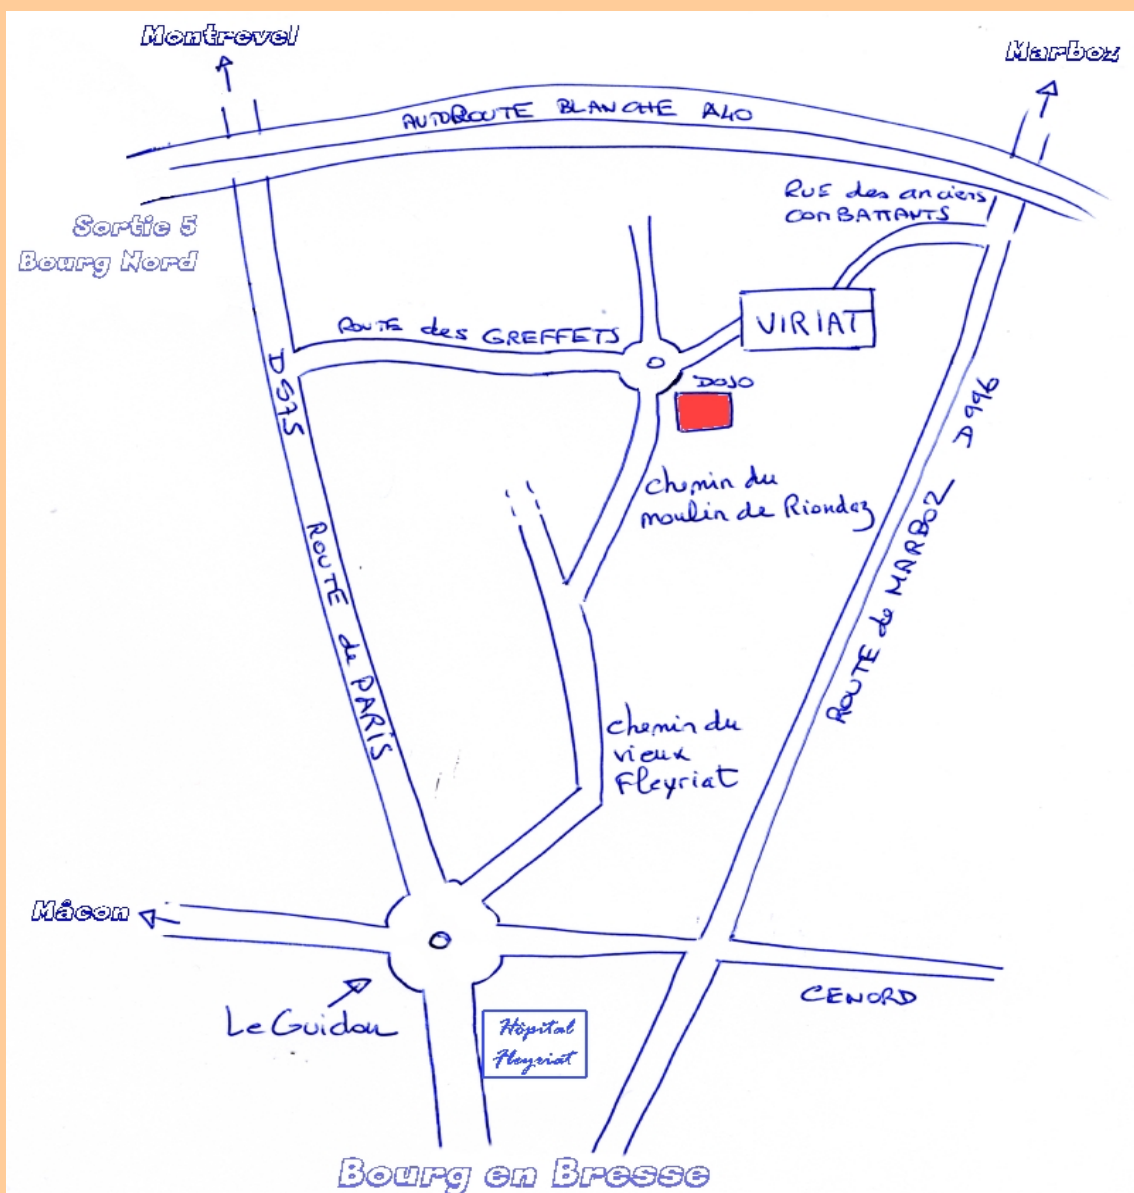 Montrevel
Marboz
AUTOROUTE BLANCHE A40
RUE des anciens
COMBATTANTS
Sortie 5
Bourg Nord
VIRIAT
ROUTE des GREFFETS
DOJO
D975
D996
chemin du
moulin de Riondaz
ROUTE de PARIS
ROUTE de MARBOZ
chemin du
vieux
Fleyriat
Mâcon
CENORD
Le Guidon
Hôpital
Fleyriat
Bourg en Bresse